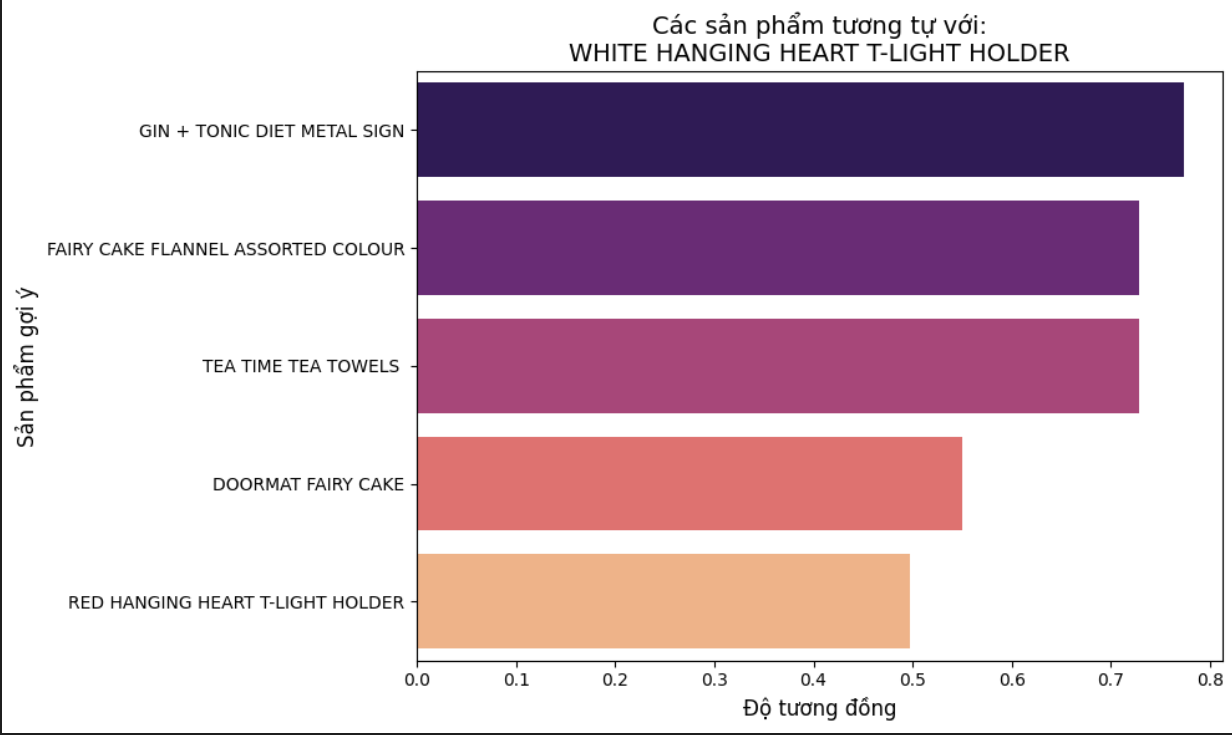 Các sản phẩm tương tự với:
WHITE HANGING HEART T-LIGHT HOLDER
Sản phẩm gợi ý
GIN + TONIC DIET METAL SIGN
FAIRY CAKE FLANNEL ASSORTED COLOUR
TEA TIME TEA TOWELS
DOORMAT FAIRY CAKE
RED HANGING HEART T-LIGHT HOLDER
0.0 0.1 0.2 0.3 0.4 0.5 0.6 0.7 0.8
Độ tương đồng